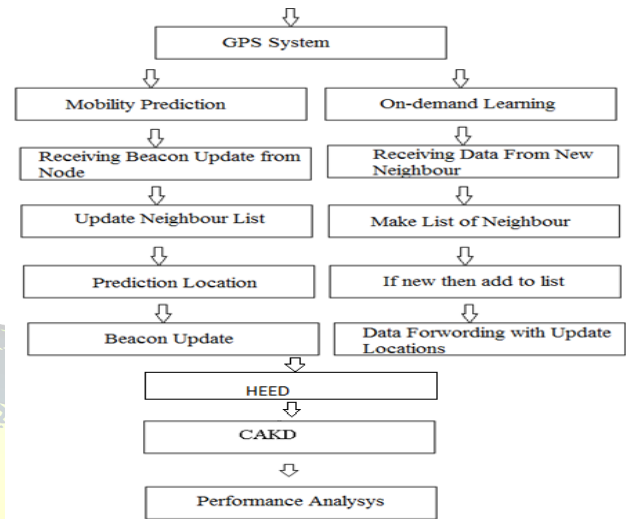 GPS System
Mobility Prediction
On-demand Learning
Receiving Beacon Update from
Node
Receiving Data From New
Neighbour
Update Neighbour List
Make List of Neighbour
Prediction Location
If new then add to list
Beacon Update
Data Forwording with Update
Locations
HEED
CAKD
Performance Analysys